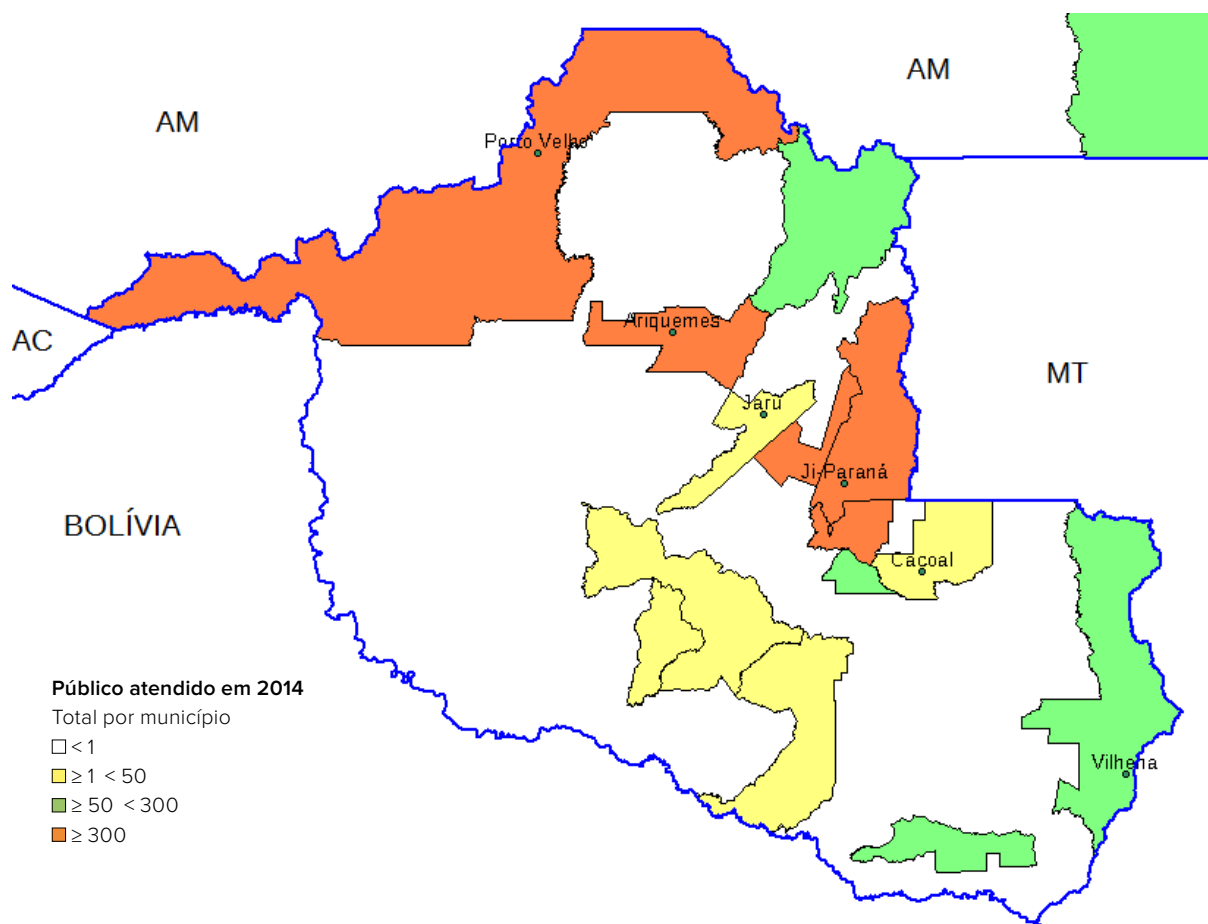 AM
AM
Porto Velho
Ariquemes
AC
MT
Jaru
Ji-Paraná
BOLÍVIA
Cacoal
Público atendido em 2014
Total por município
< 1
≥ 1 < 50
≥ 50 < 300
≥ 300
Vilhena